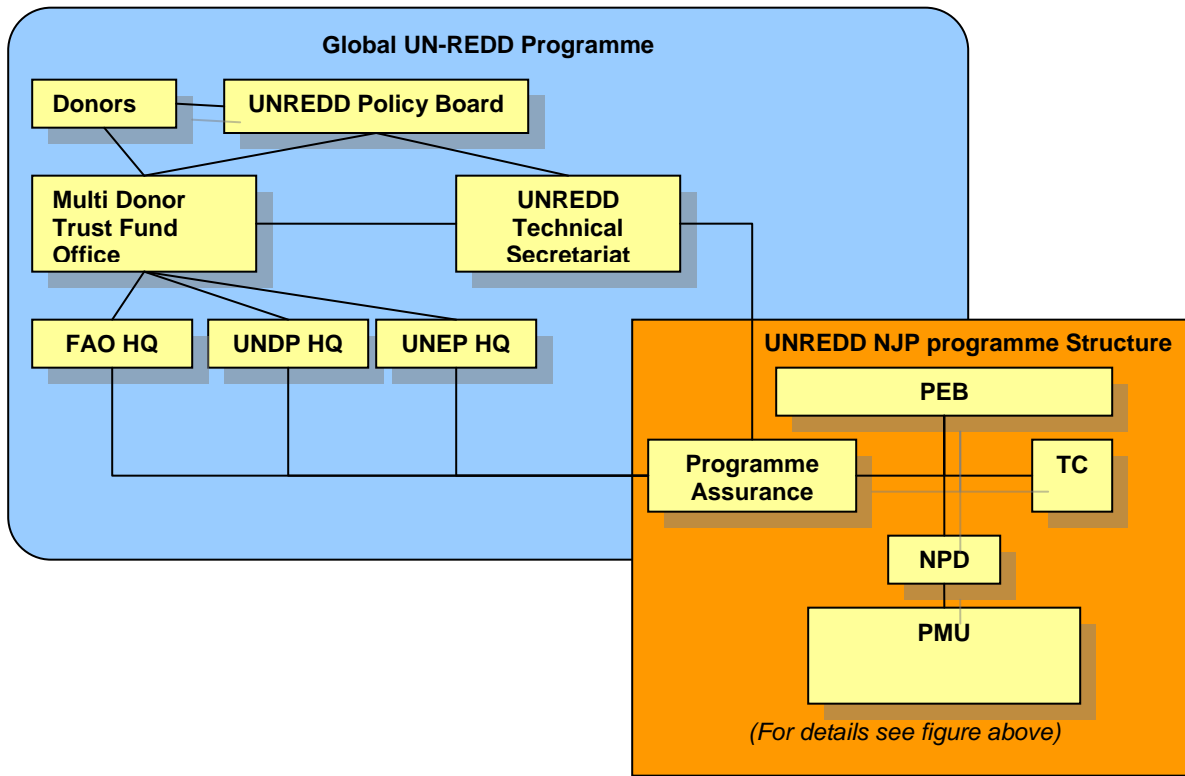 Global UN-REDD Programme
Donors
UNREDD Policy Board
Multi Donor
Trust Fund
Office
UNREDD
Technical
Secretariat
FAO HQ
UNDP HQ
UNEP HQ
UNREDD NJP programme Structure
PEB
Programme
Assurance
TC
NPD
PMU
(For details see figure above)